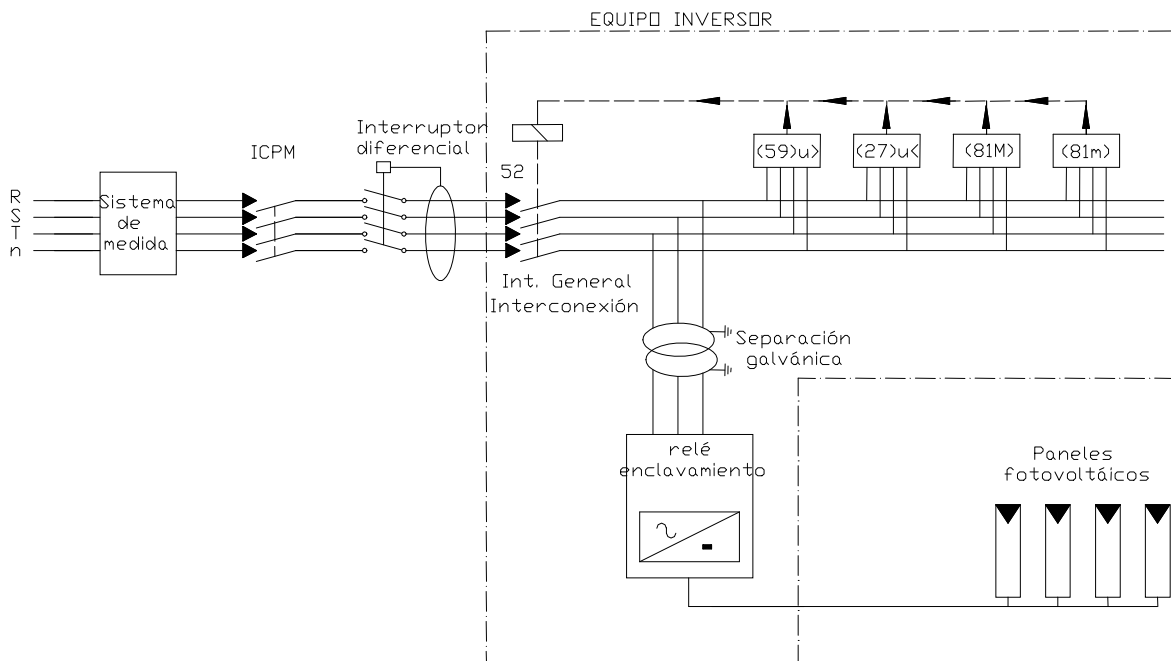 EQUIPO INVERSOR
Interruptor
diferencial
ICPM
(59)u>
(27)u<
(81M)
(81m)
52
R
S
T
n
Sistema
de
medida
Int. General
Interconexión
Separación
galvánica
relé
enclavamiento
Paneles
fotovoltáicos